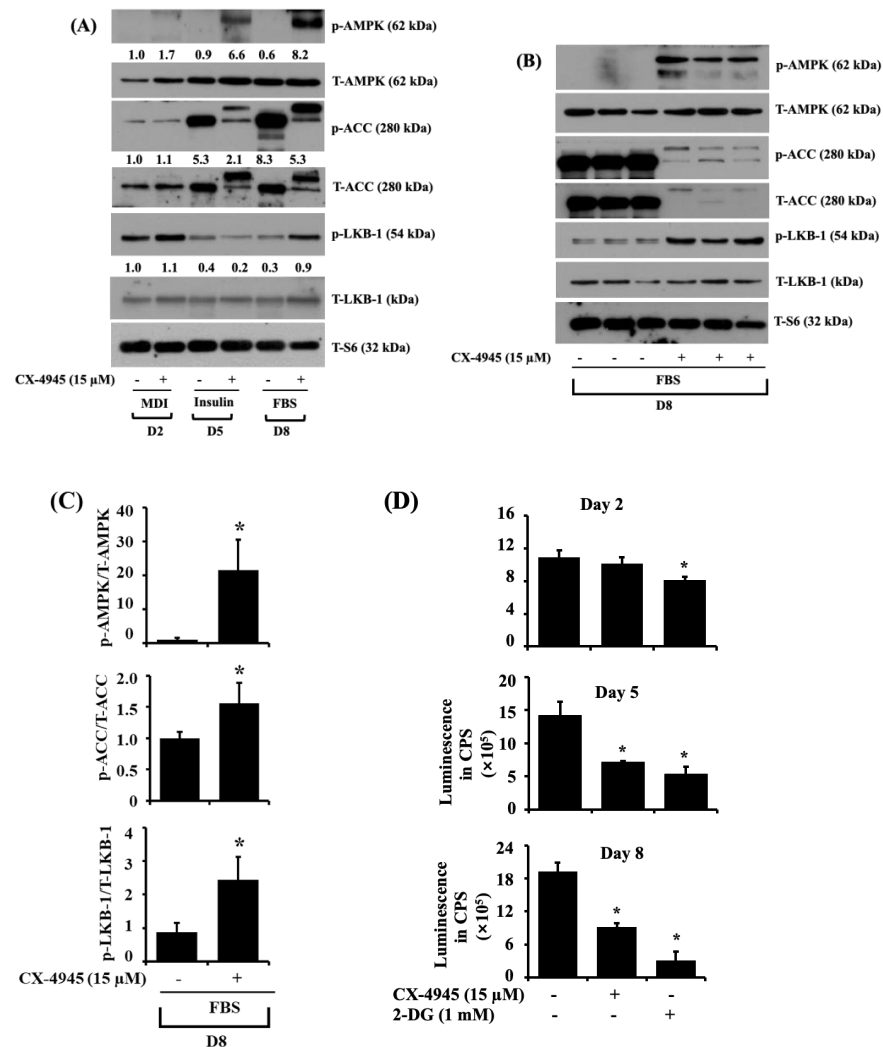 (A)
p-AMPK (62 kDa)
1.0 1.7 0.9 6.6 0.6 8.2
T-AMPK (62 kDa)
p-ACC (280 kDa)
1.0 1.1 5.3 2.1 8.3 5.3
T-ACC (280 kDa)
p-LKB-1 (54 kDa)
1.0 1.1 0.4 0.2 0.3 0.9
T-LKB-1 (kDa)
T-S6 (32 kDa)
CX-4945 (15 µM) - + - + - +
MDI Insulin FBS
D2 D5 D8
(B)
p-AMPK (62 kDa)
T-AMPK (62 kDa)
p-ACC (280 kDa)
T-ACC (280 kDa)
p-LKB-1 (54 kDa)
T-LKB-1 (kDa)
T-S6 (32 kDa)
CX-4945 (15 µM) - - - + + +
FBS
D8
(C)
p-AMPK/T-AMPK
40
30
20
10
0
*
p-ACC/T-ACC
2.0
1.5
1.0
0.5
0
*
p-LKB-1/T-LKB-1
4
3
2
1
0
*
CX-4945 (15 µM) - +
FBS
D8
(D)
Day 2
16
12
8
4
0
*
Day 5
Luminescence
in CPS
(×10⁵)
20
15
10
5
0
* *
Day 8
Luminescence
in CPS
(×10⁵)
24
18
12
6
0
* *
CX-4945 (15 µM) - + -
2-DG (1 mM) - - +